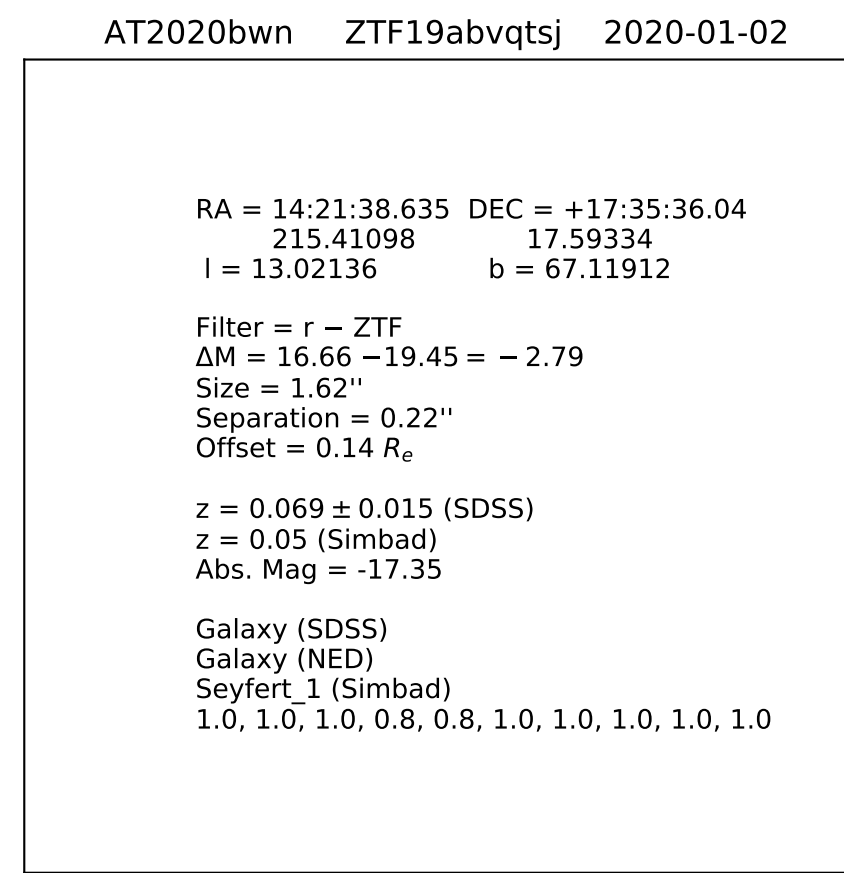 AT2020bwn ZTF19abvqtsj 2020-01-02
RA = 14:21:38.635 DEC = +17:35:36.04
215.41098 17.59334
l = 13.02136 b = 67.11912
Filter = r − ZTF
ΔM = 16.66 −19.45 = − 2.79
Size = 1.62''
Separation = 0.22''
Offset = 0.14 Rₑ
z = 0.069 ± 0.015 (SDSS)
z = 0.05 (Simbad)
Abs. Mag = -17.35
Galaxy (SDSS)
Galaxy (NED)
Seyfert_1 (Simbad)
1.0, 1.0, 1.0, 0.8, 0.8, 1.0, 1.0, 1.0, 1.0, 1.0